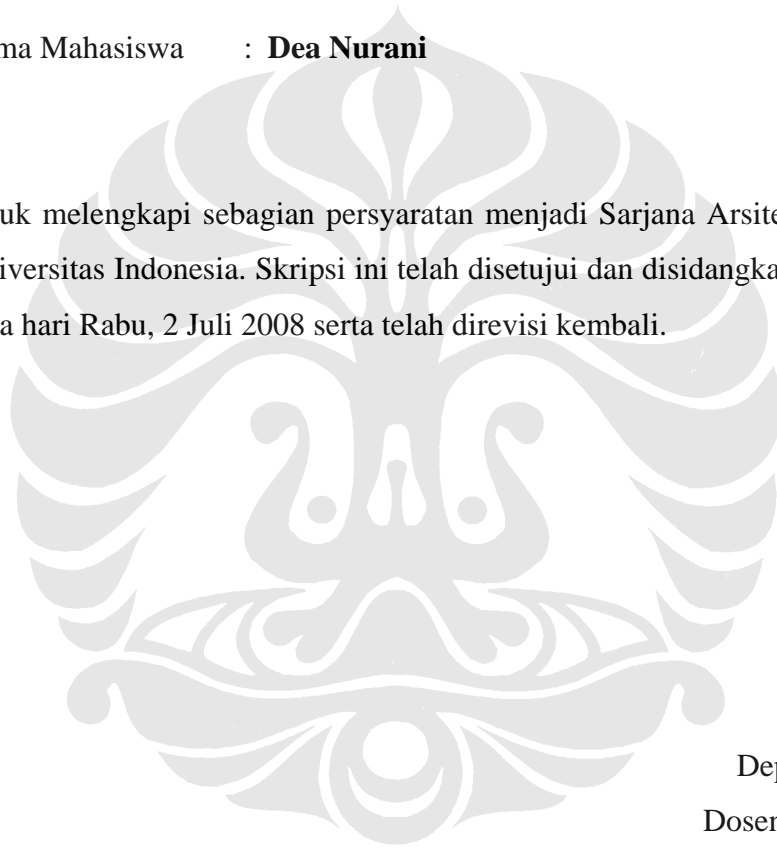 ma Mahasiswa : Dea Nurani
uk melengkapi sebagian persyaratan menjadi Sarjana Arsite
iversitas Indonesia. Skripsi ini telah disetujui dan disidangka
a hari Rabu, 2 Juli 2008 serta telah direvisi kembali.
Dep
Dosen